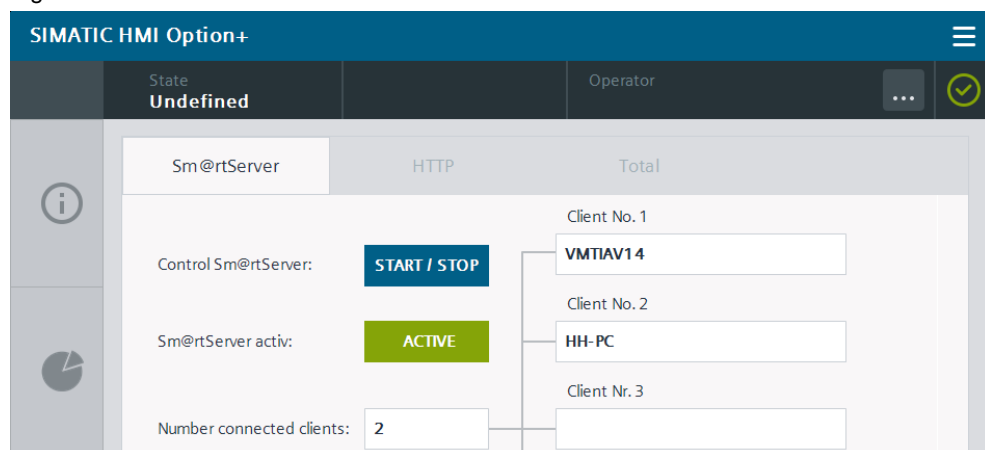 SIMATIC HMI Option+
State
Undefined
Operator
...
Sm@rtServer HTTP Total
Client No. 1
Control Sm@rtServer: START / STOP VMTIAV14
Client No. 2
Sm@rtServer activ: ACTIVE HH-PC
Client Nr. 3
Number connected clients: 2